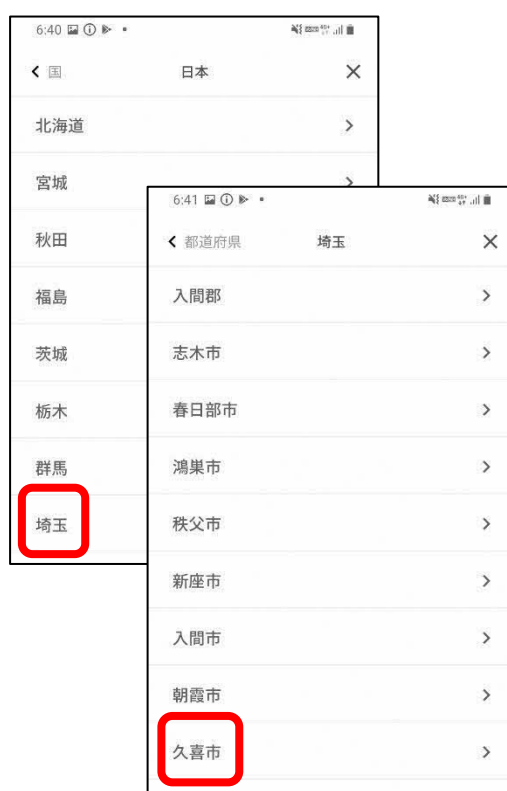 6:40
国 日本
北海道
宮城
秋田
福島
茨城
栃木
群馬
埼玉
6:41
都道府県 埼玉
入間郡
志木市
春日部市
鴻巣市
秩父市
新座市
入間市
朝霞市
久喜市